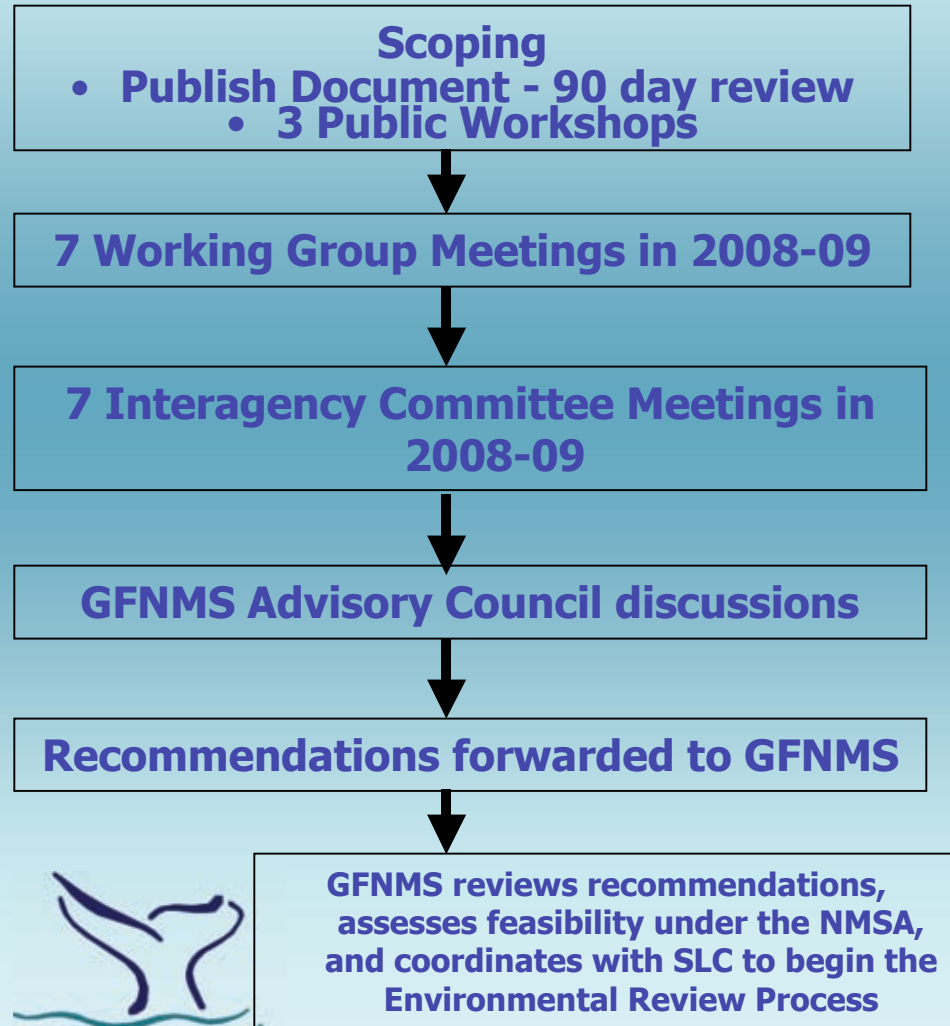 Scoping
• Publish Document - 90 day review
• 3 Public Workshops
7 Working Group Meetings in 2008-09
7 Interagency Committee Meetings in
2008-09
GFNMS Advisory Council discussions
Recommendations forwarded to GFNMS
GFNMS reviews recommendations,
assesses feasibility under the NMSA,
and coordinates with SLC to begin the
Environmental Review Process